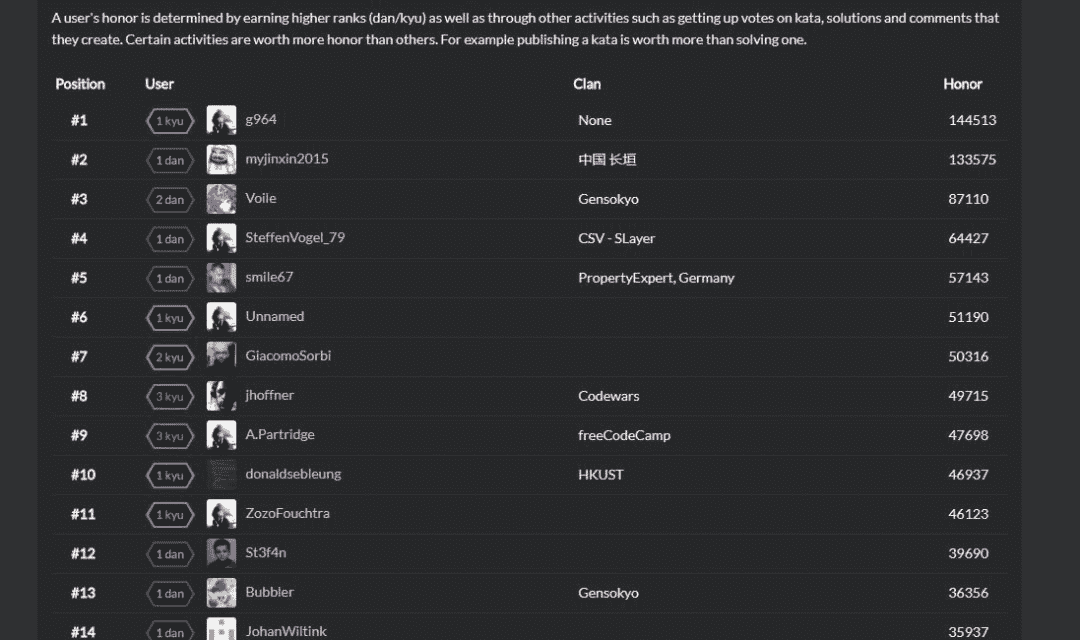 A user's honor is determined by earning higher ranks (dan/kyu) as well as through other activities such as getting up votes on kata, solutions and comments that
they create. Certain activities are worth more honor than others. For example publishing a kata is worth more than solving one.
Position User Clan Honor
#1 1 kyu g964 None 144513
#2 1 dan myjinxin2015 中国 长垣 133575
#3 2 dan Voile Gensokyo 87110
#4 1 dan SteffenVogel_79 CSV - SLayer 64427
#5 1 dan smile67 PropertyExpert, Germany 57143
#6 1 kyu Unnamed 51190
#7 2 kyu GiacomoSorbi 50316
#8 3 kyu jhoffner Codewars 49715
#9 3 kyu A.Partridge freeCodeCamp 47698
#10 1 kyu donaldsebleung HKUST 46937
#11 1 kyu ZozoFouchtra 46123
#12 1 dan St3f4n 39690
#13 1 dan Bubbler Gensokyo 36356
#14 1 dan JohanWiltink 35937